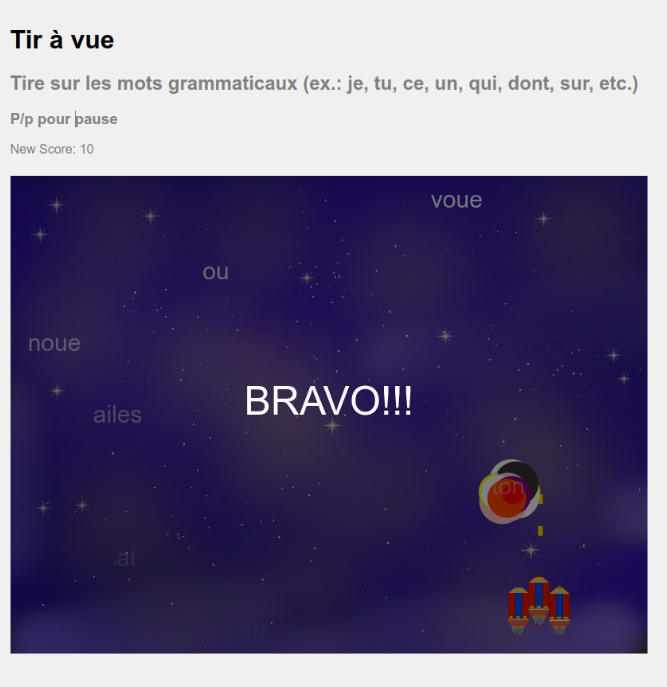 Tir à vue
Tire sur les mots grammaticaux (ex.: je, tu, ce, un, qui, dont, sur, etc.)
P/p pour pause
New Score: 10
voue
ou
noue
ailes
BRAVO!!!
ton